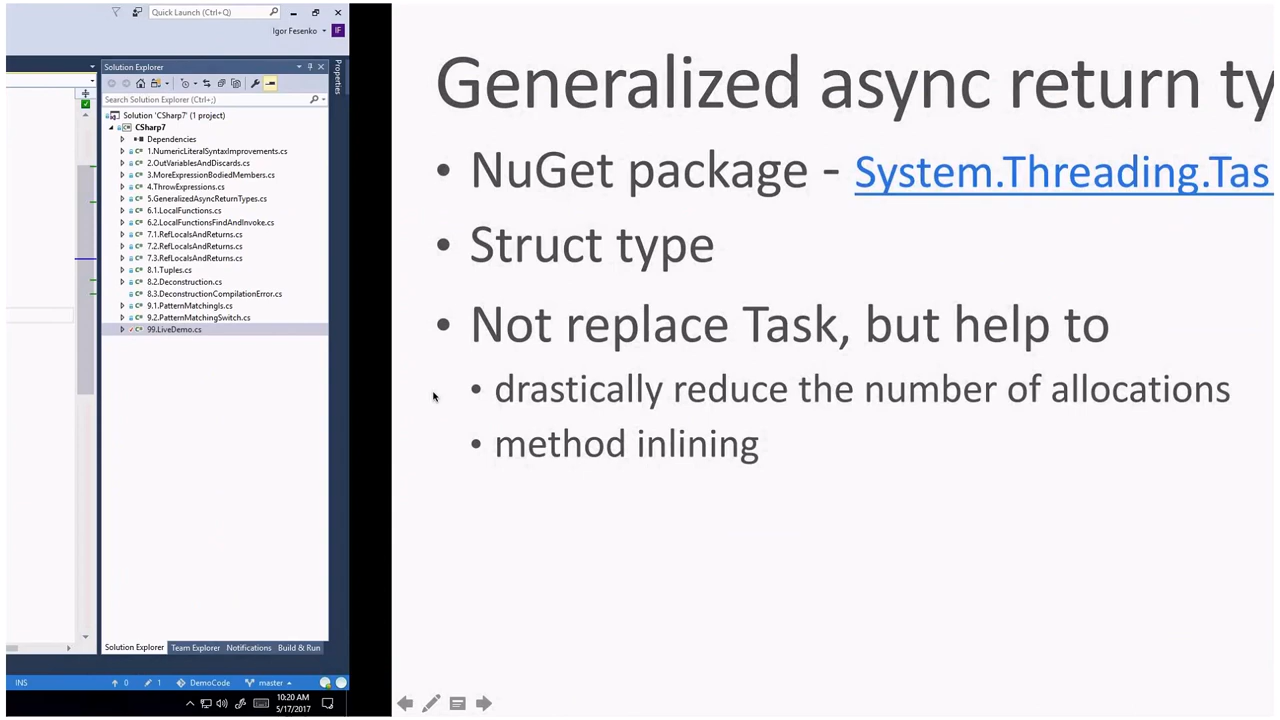 Quick Launch (Ctrl+Q)
Igor Fesenko
IF
Solution Explorer
Search Solution Explorer (Ctrl+;)
Solution 'CSharp7' (1 project)
CSharp7
Dependencies
1.NumericLiteralSyntaxImprovements.cs
2.OutVariablesAndDiscards.cs
3.MoreExpressionBodiedMembers.cs
4.ThrowExpressions.cs
5.GeneralizedAsyncReturnTypes.cs
6.1.LocalFunctions.cs
6.2.LocalFunctionsFindAndInvoke.cs
7.1.RefLocalsAndReturns.cs
7.2.RefLocalsAndReturns.cs
7.3.RefLocalsAndReturns.cs
8.1.Tuples.cs
8.2.Deconstruction.cs
8.3.DeconstructionCompilationError.cs
9.1.PatternMatchingIs.cs
9.2.PatternMatchingSwitch.cs
99.LiveDemo.cs
Solution Explorer Team Explorer Notifications Build & Run
Properties
INS
0 1 DemoCode master
10:20 AM
5/17/2017
Generalized async return ty
• NuGet package - System.Threading.Tas
• Struct type
• Not replace Task, but help to
• drastically reduce the number of allocations
• method inlining